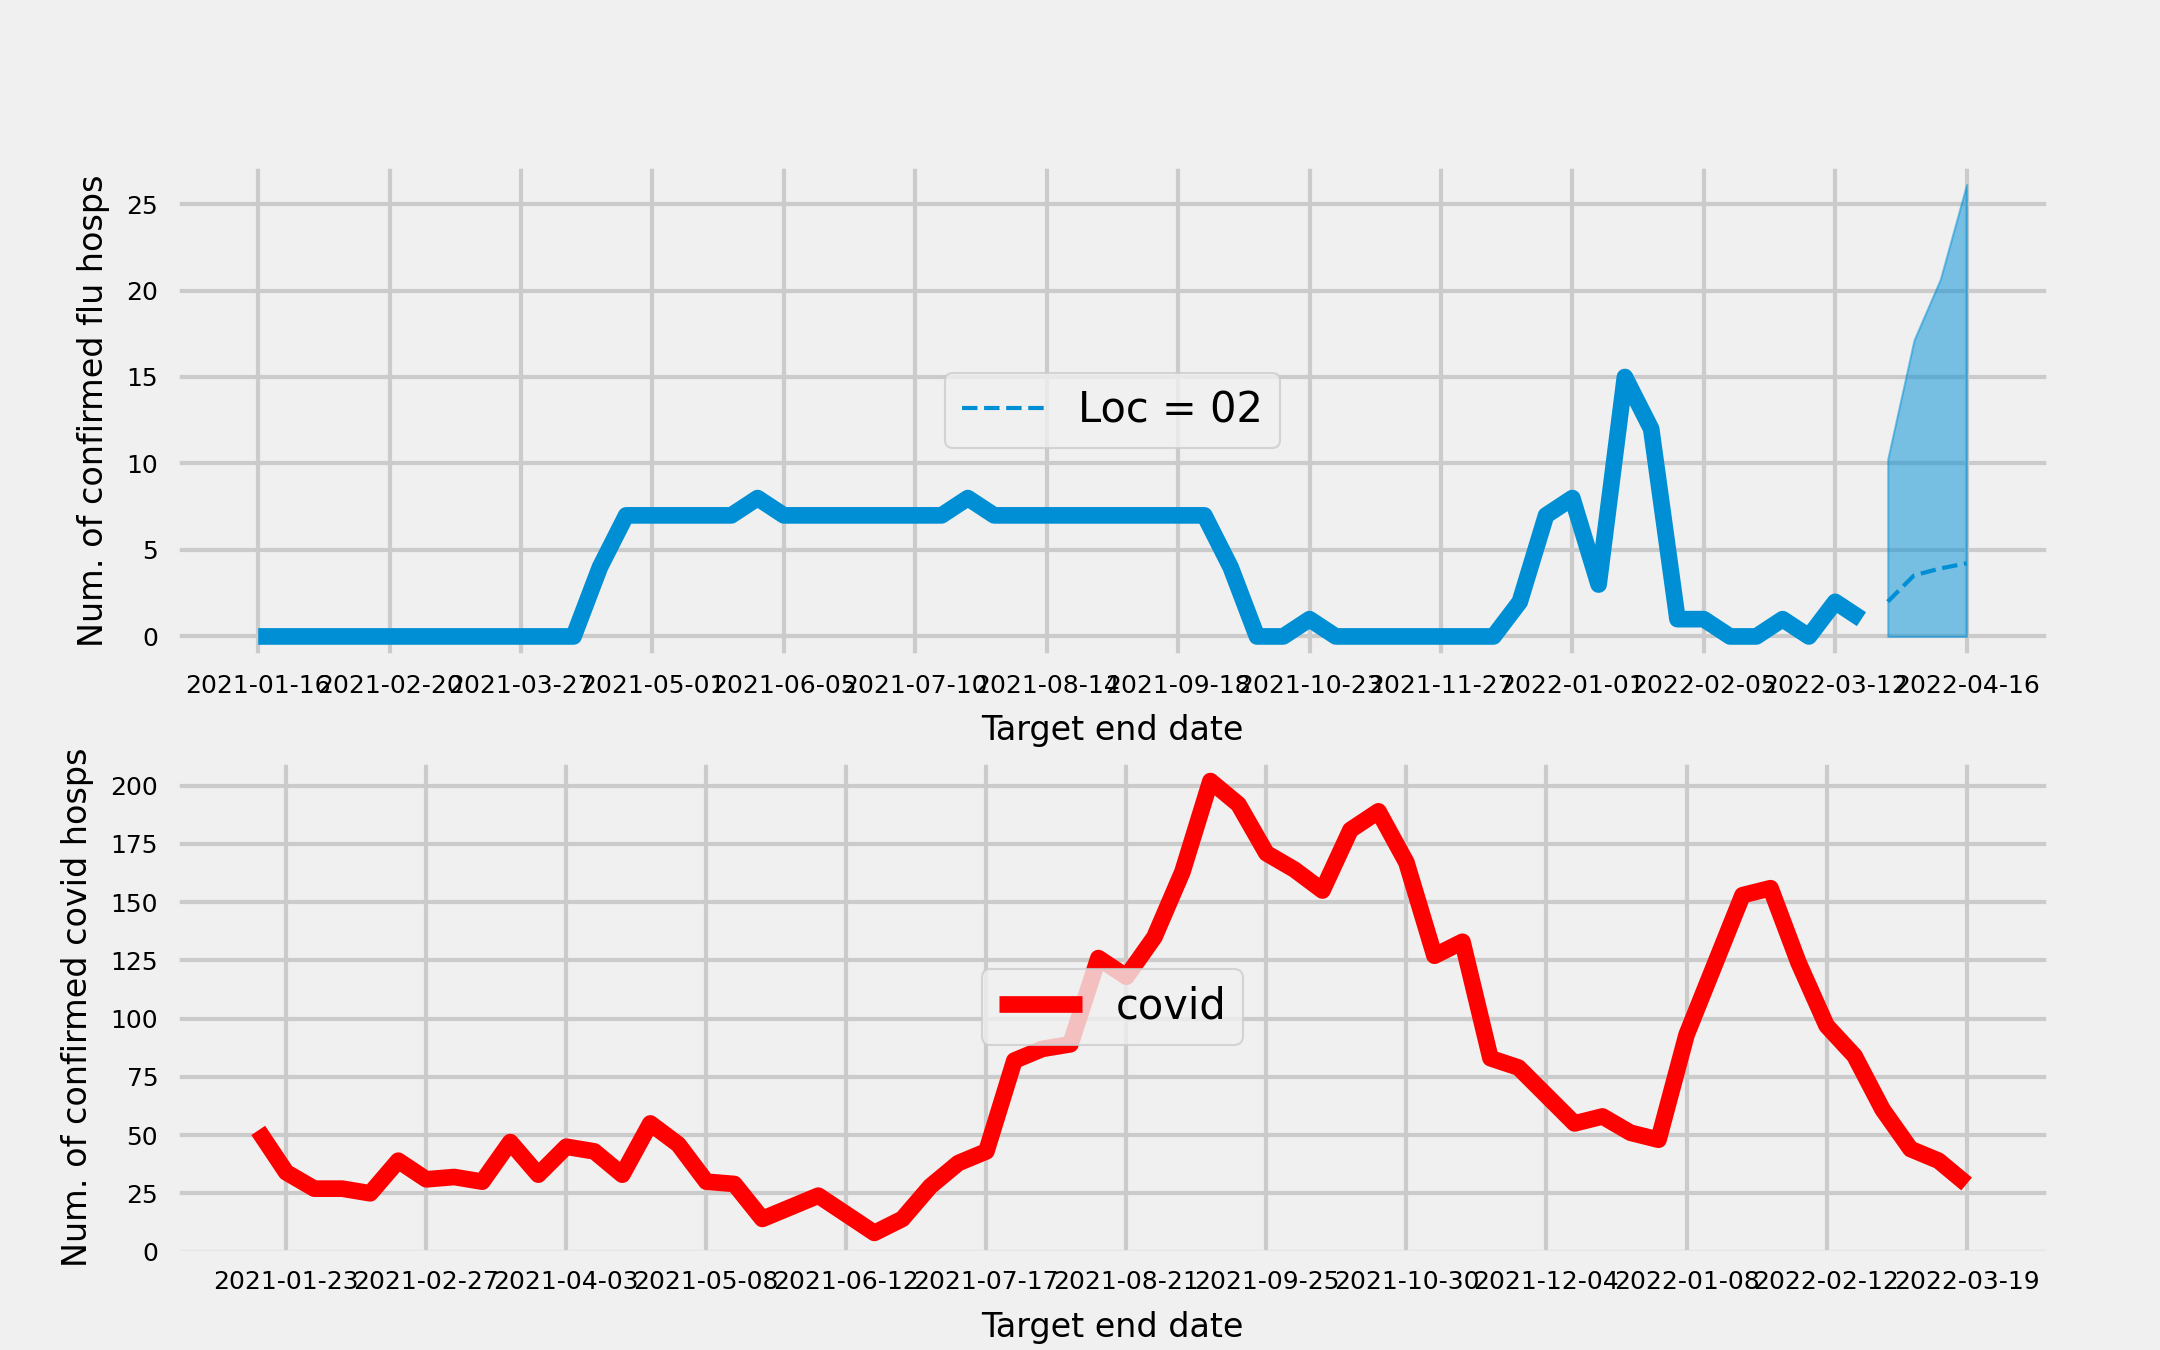 Num. of confirmed flu hosps
25
20
15
10
5
0
Loc = 02
2021-01-16 2021-02-20 2021-03-27 2021-05-01 2021-06-05 2021-07-10 2021-08-14 2021-09-18 2021-10-23 2021-11-27 2022-01-01 2022-02-05 2022-03-12 2022-04-16
Target end date
Num. of confirmed covid hosps
200
175
150
125
100
75
50
25
0
covid
2021-01-23 2021-02-27 2021-04-03 2021-05-08 2021-06-12 2021-07-17 2021-08-21 2021-09-25 2021-10-30 2021-12-04 2022-01-08 2022-02-12 2022-03-19
Target end date